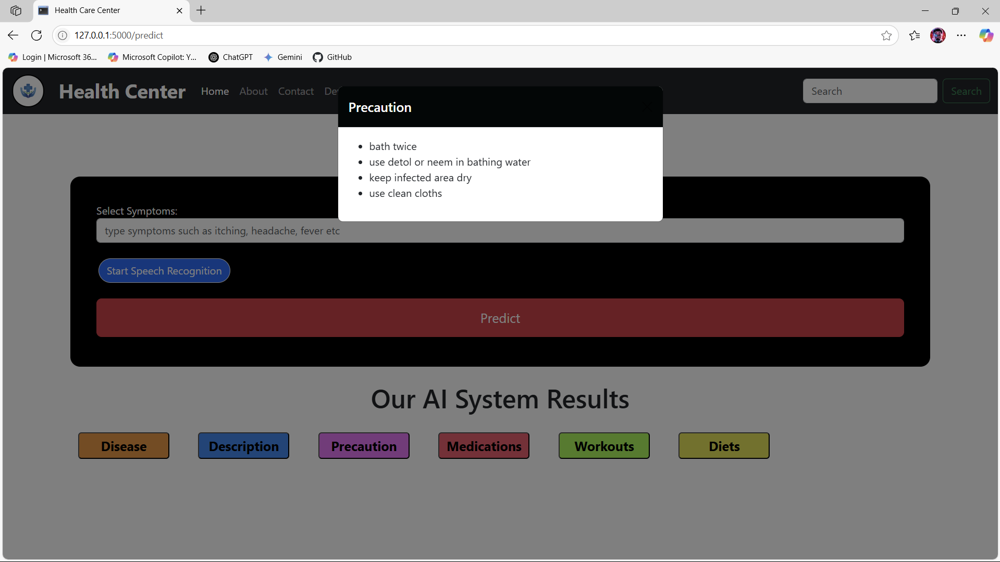 Health Care Center
127.0.0.1:5000/predict
Login | Microsoft 36...
Microsoft Copilot: Y...
ChatGPT
Gemini
GitHub
Health Center
Home
About
Contact
Search
Search
Precaution
bath twice
use detol or neem in bathing water
keep infected area dry
use clean cloths
Select Symptoms:
type symptoms such as itching, headache, fever etc
Start Speech Recognition
Predict
Our AI System Results
Disease
Description
Precaution
Medications
Workouts
Diets